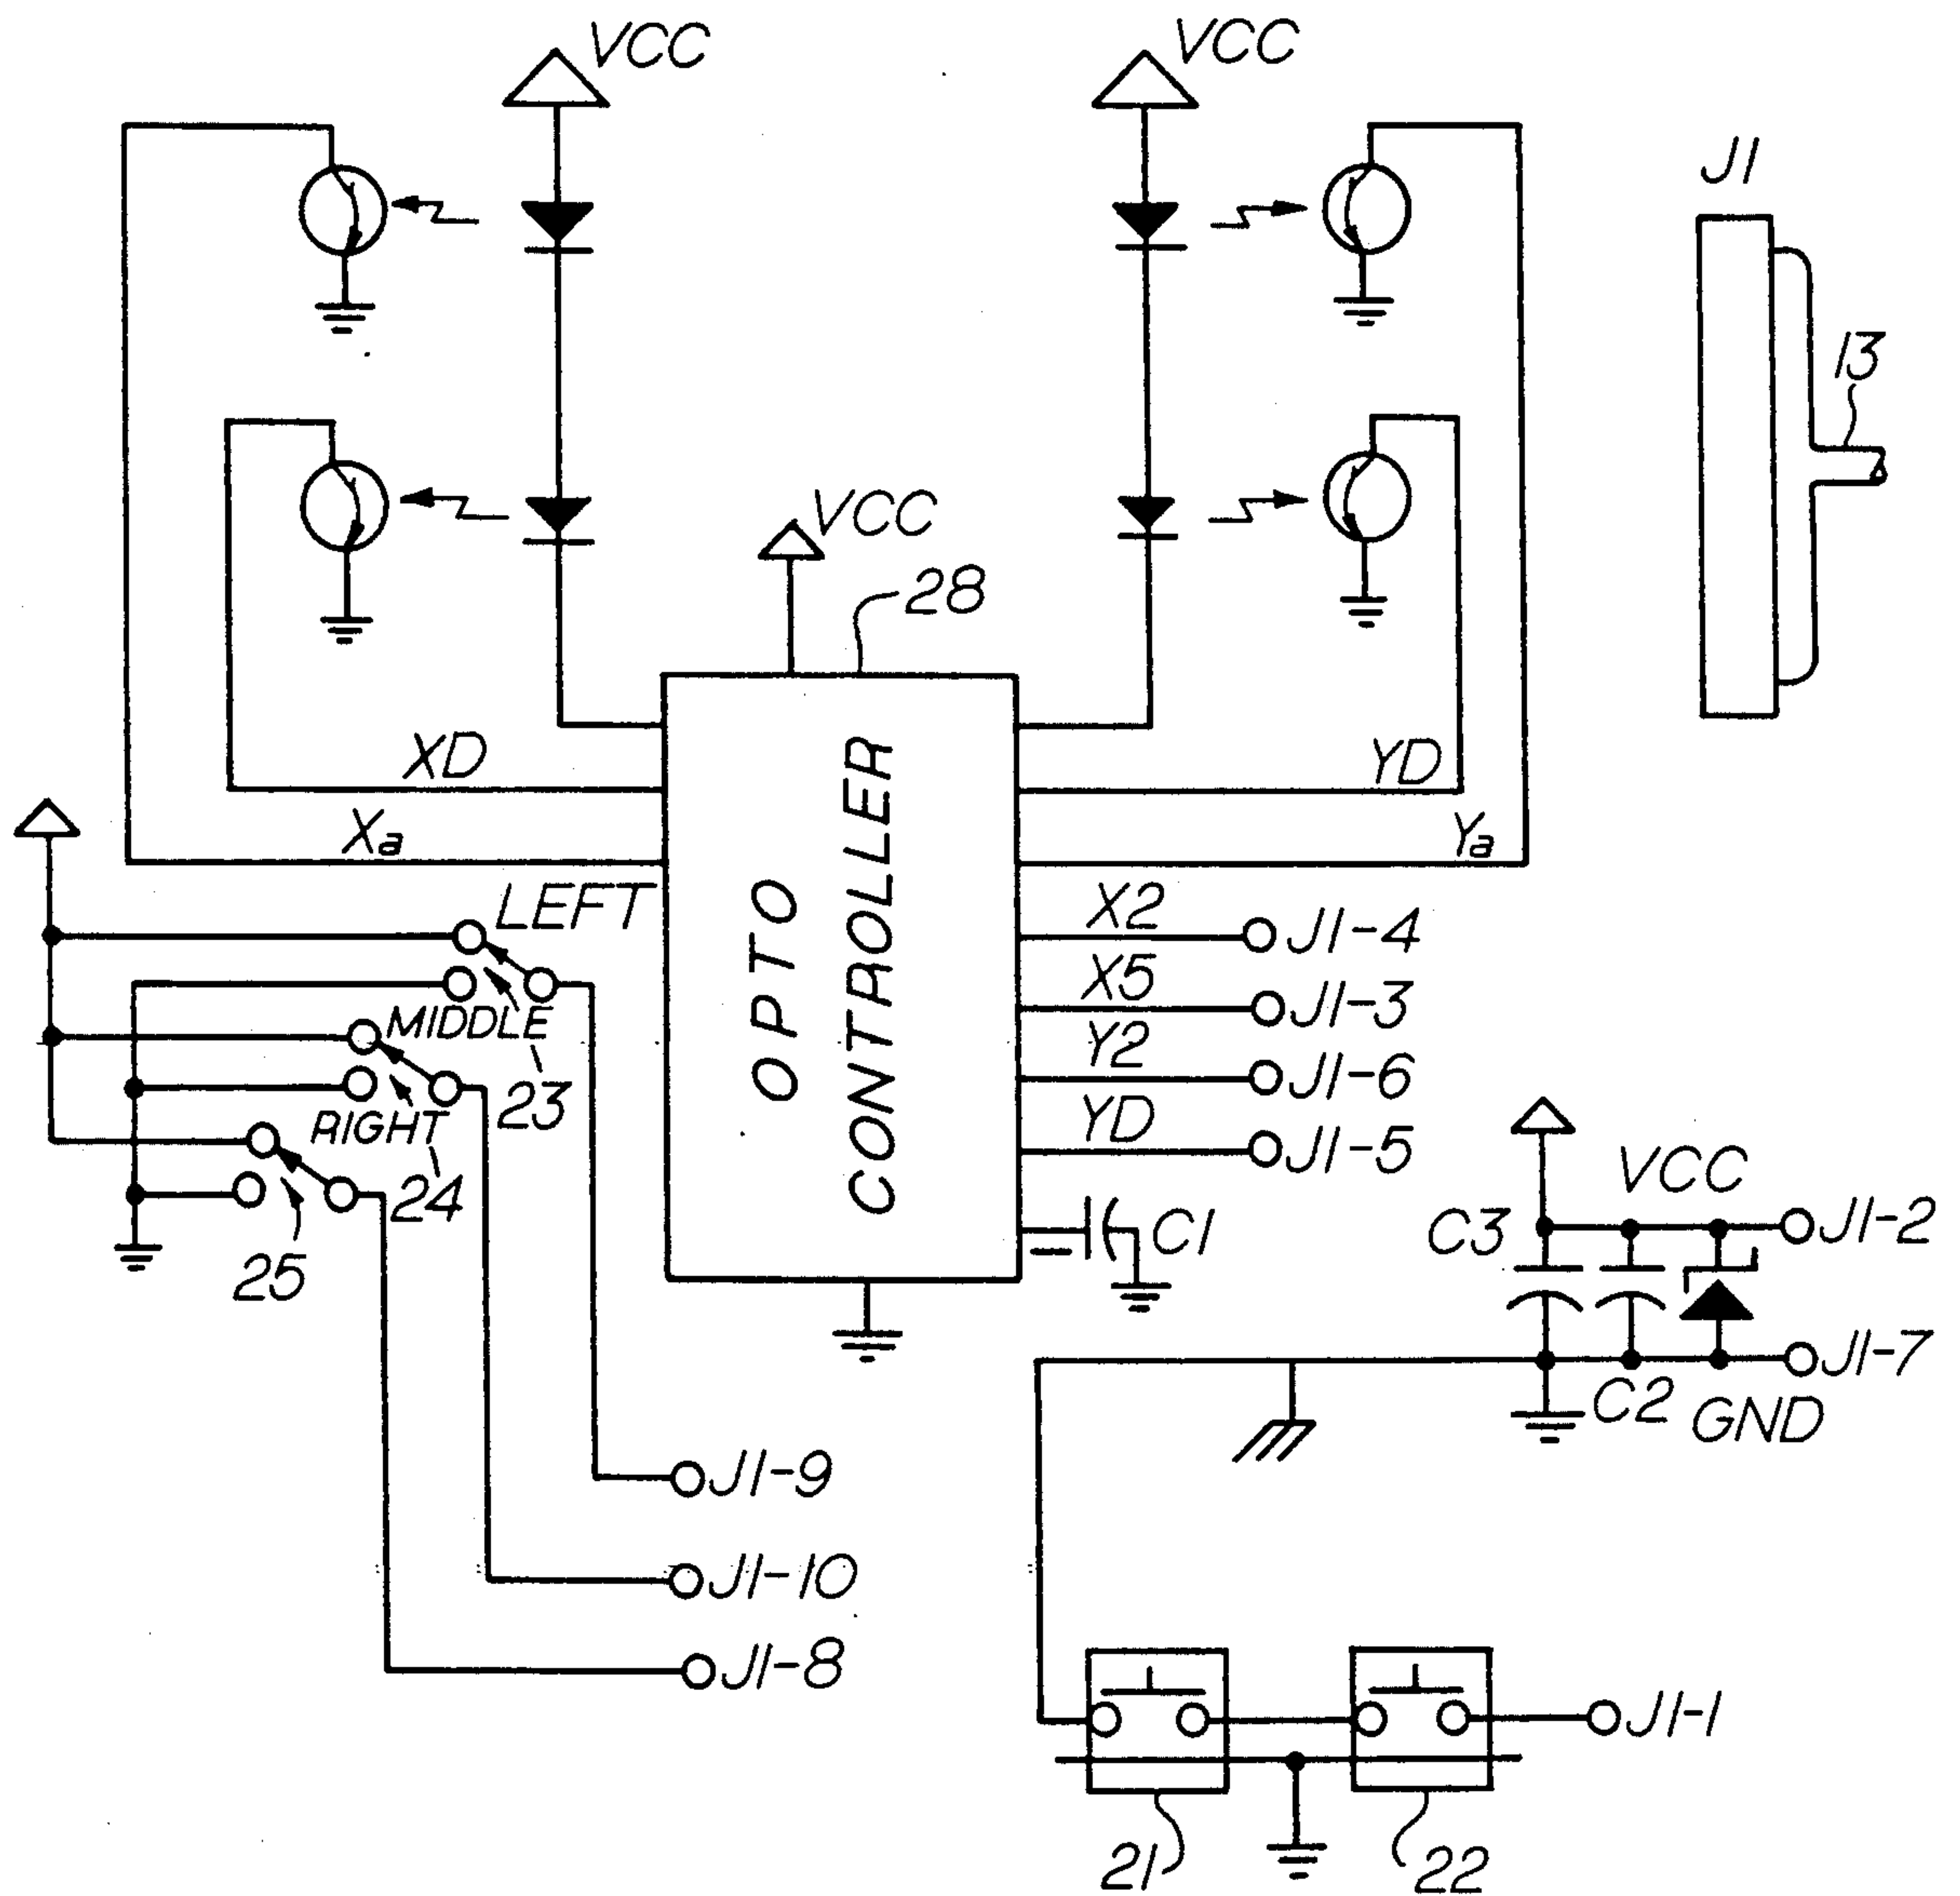 VCC
VCC
J1
13
VCC
28
XD
YD
Xa
Ya
OPTO
CONTROLLER
LEFT
X2
J1-4
X5
J1-3
MIDDLE
23
Y2
J1-6
RIGHT
24
YD
J1-5
25
C1
VCC
C3
J1-2
J1-7
C2
GND
J1-9
J1-10
J1-8
J1-1
21
22